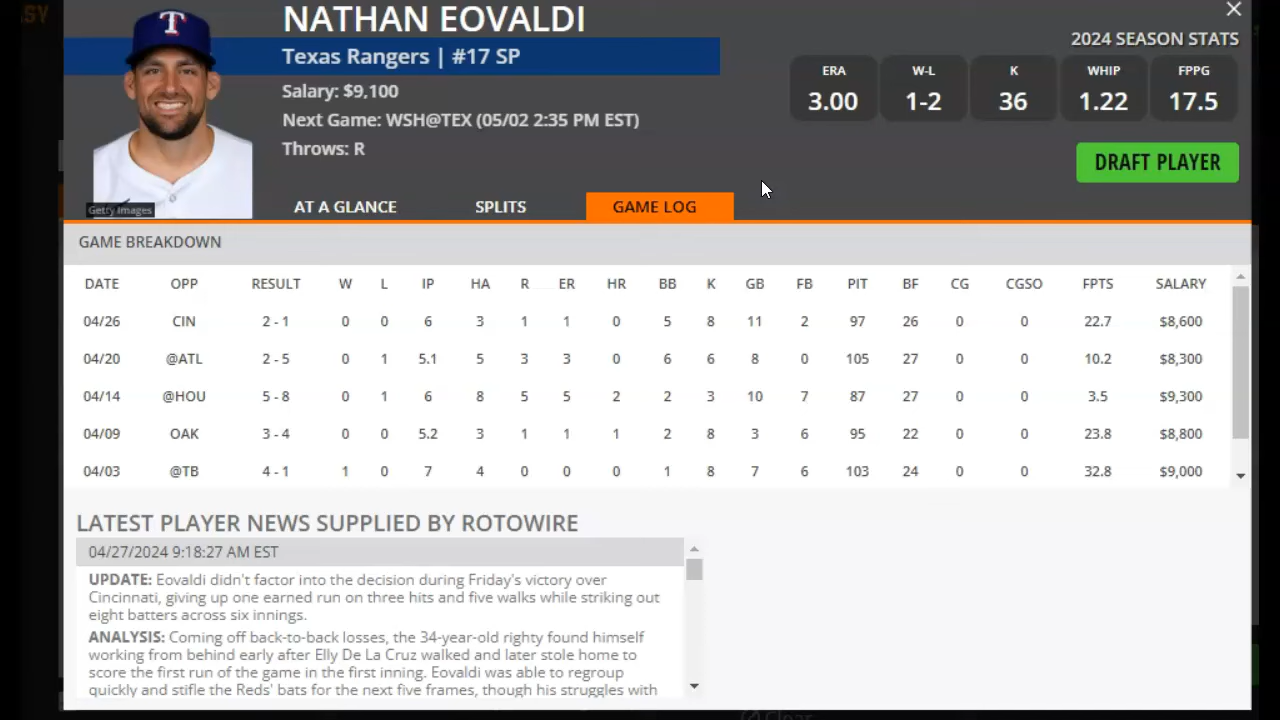 NATHAN EOVALDI
Texas Rangers | #17 SP
Salary: $9,100
Next Game: WSH@TEX (05/02 2:35 PM EST)
Throws: R
Getty Images
2024 SEASON STATS
ERA W-L K WHIP FPPG
3.00 1-2 36 1.22 17.5
DRAFT PLAYER
AT A GLANCE SPLITS GAME LOG
GAME BREAKDOWN
DATE OPP RESULT W L IP HA R ER HR BB K GB FB PIT BF CG CGSO FPTS SALARY
04/26 CIN 2 - 1 0 0 6 3 1 1 0 5 8 11 2 97 26 0 0 22.7 $8,600
04/20 @ATL 2 - 5 0 1 5.1 5 3 3 0 6 6 8 0 105 27 0 0 10.2 $8,300
04/14 @HOU 5 - 8 0 1 6 8 5 5 2 2 3 10 7 87 27 0 0 3.5 $9,300
04/09 OAK 3 - 4 0 0 5.2 3 1 1 1 2 8 3 6 95 22 0 0 23.8 $8,800
04/03 @TB 4 - 1 1 0 7 4 0 0 0 1 8 7 6 103 24 0 0 32.8 $9,000
LATEST PLAYER NEWS SUPPLIED BY ROTOWIRE
04/27/2024 9:18:27 AM EST
UPDATE: Eovaldi didn't factor into the decision during Friday's victory over
Cincinnati, giving up one earned run on three hits and five walks while striking out
eight batters across six innings.
ANALYSIS: Coming off back-to-back losses, the 34-year-old righty found himself
working from behind early after Elly De La Cruz walked and later stole home to
score the first run of the game in the first inning. Eovaldi was able to regroup
quickly and stifle the Reds' bats for the next five frames, though his struggles with
Clear